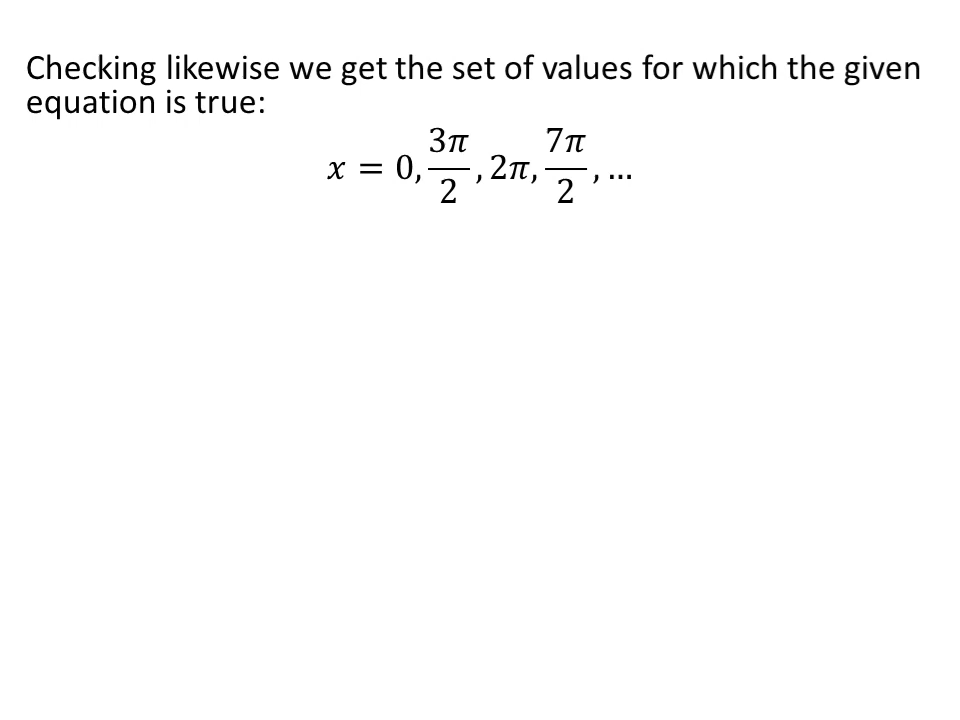 Checking likewise we get the set of values for which the given
equation is true:
𝑥 = 0, 3𝜋/2 , 2𝜋, 7𝜋/2 , …